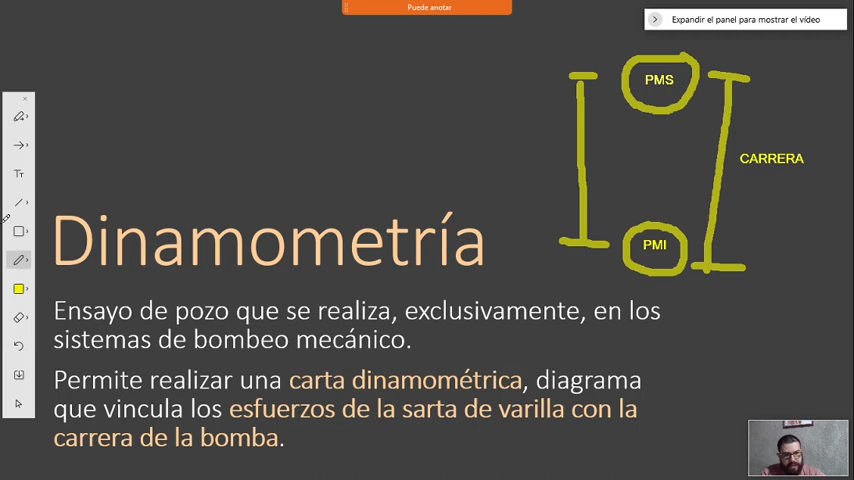 Puede anotar
Expandir el panel para mostrar el vídeo
PMS
CARRERA
PMI
Tт
Dinamometría
Ensayo de pozo que se realiza, exclusivamente, en los
sistemas de bombeo mecánico.
Permite realizar una carta dinamométrica, diagrama
que vincula los esfuerzos de la sarta de varilla con la
carrera de la bomba.